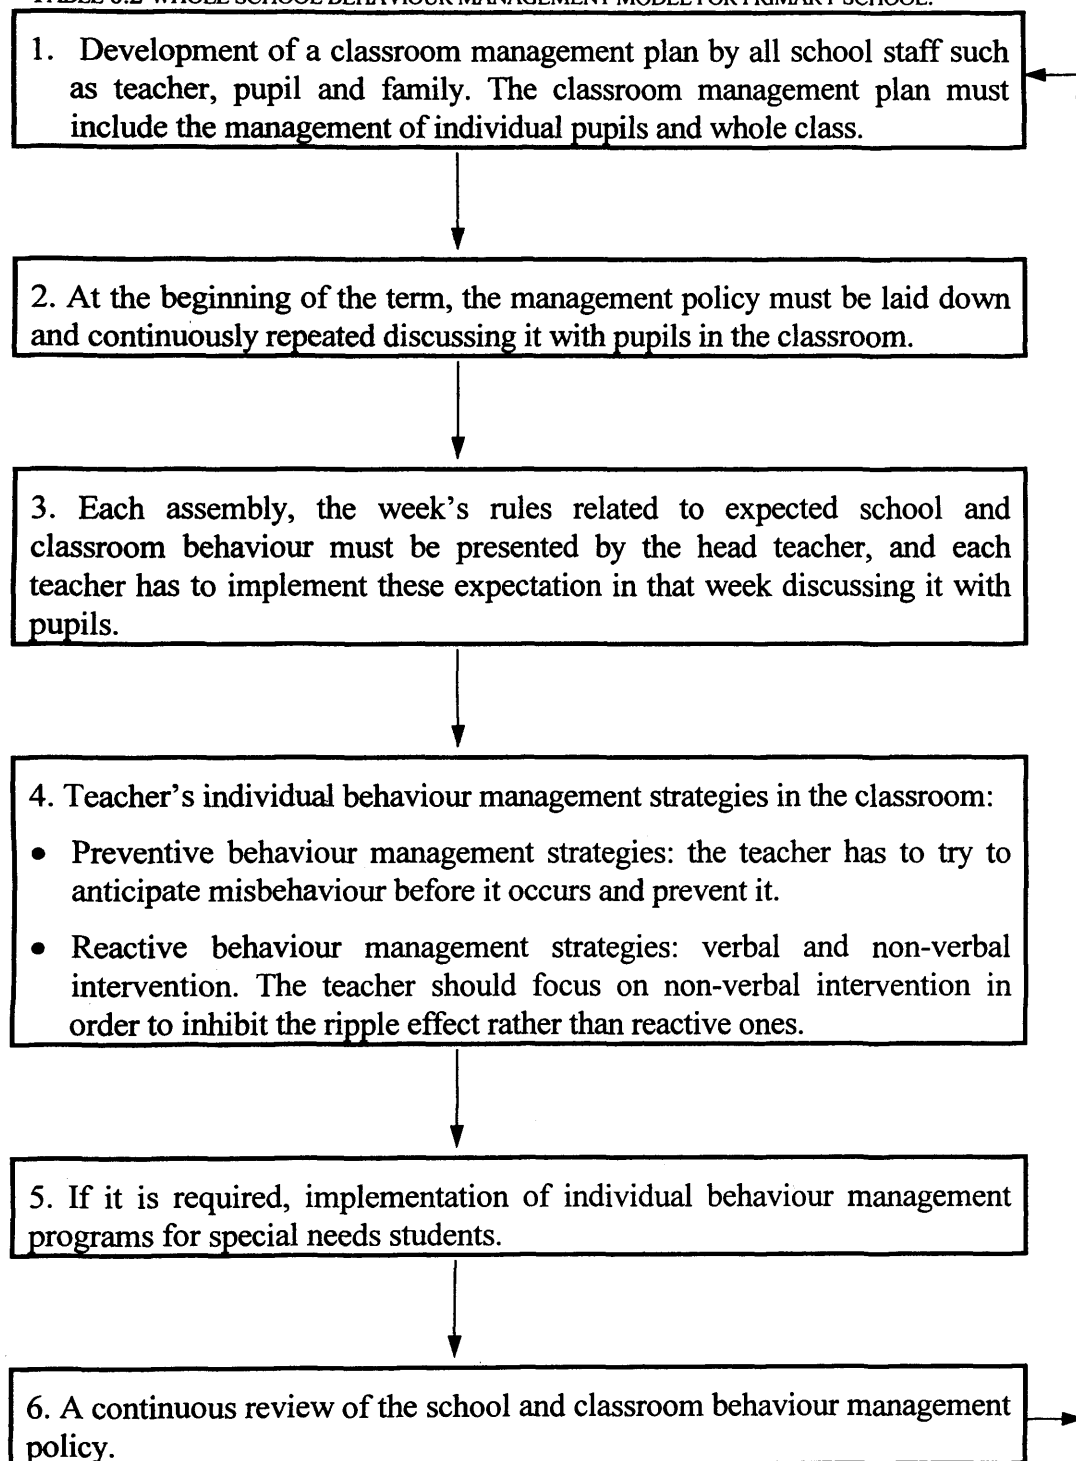 WHOLE SCHOOL BEHAVIOUR MANAGEMENT MODEL FOR PRIMARY SCHOOL.
1. Development of a classroom management plan by all school staff such
as teacher, pupil and family. The classroom management plan must
include the management of individual pupils and whole class.
2. At the beginning of the term, the management policy must be laid down
and continuously repeated discussing it with pupils in the classroom.
3. Each assembly, the week's rules related to expected school and
classroom behaviour must be presented by the head teacher, and each
teacher has to implement these expectation in that week discussing it with
pupils.
4. Teacher's individual behaviour management strategies in the classroom:
• Preventive behaviour management strategies: the teacher has to try to
anticipate misbehaviour before it occurs and prevent it.
• Reactive behaviour management strategies: verbal and non-verbal
intervention. The teacher should focus on non-verbal intervention in
order to inhibit the ripple effect rather than reactive ones.
5. If it is required, implementation of individual behaviour management
programs for special needs students.
6. A continuous review of the school and classroom behaviour management
policy.